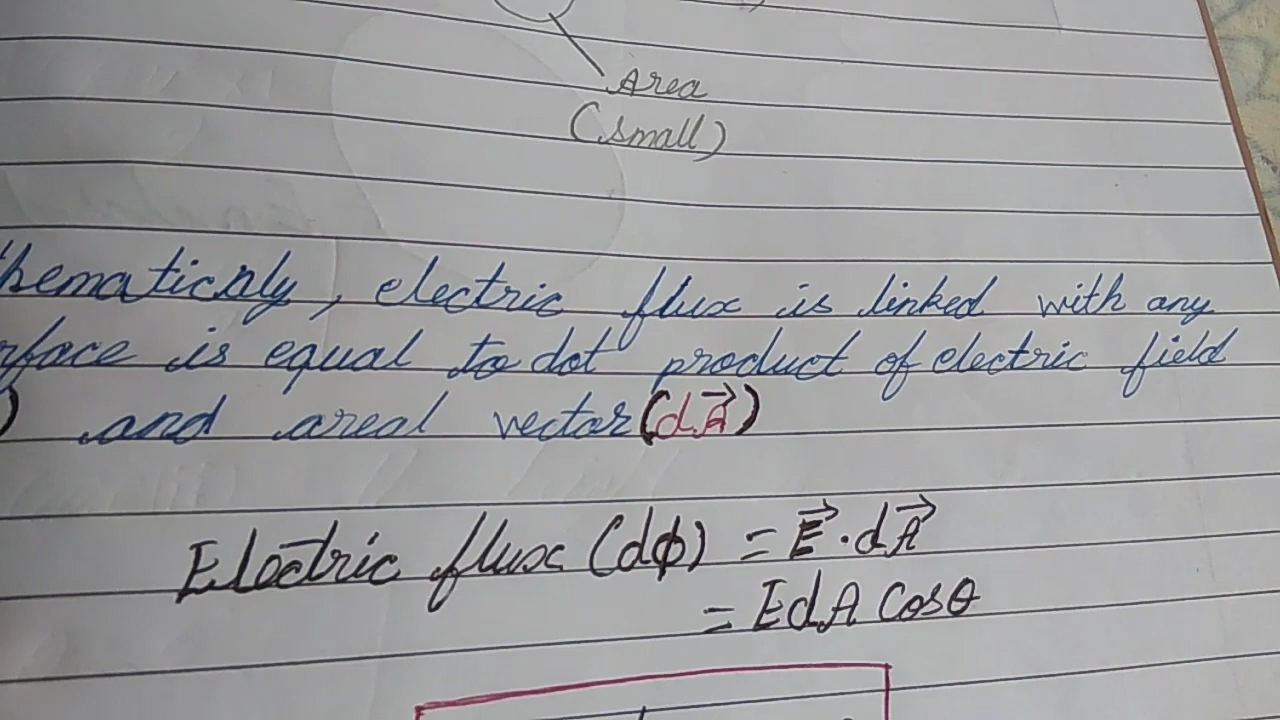 Area
(small)
hematicaly, electric flux is linked with any
rface is equal to dot product of electric field
) and areal vector (dA⃗)
Electric flux (dϕ) = E⃗ . dA⃗
= EdA Cosθ